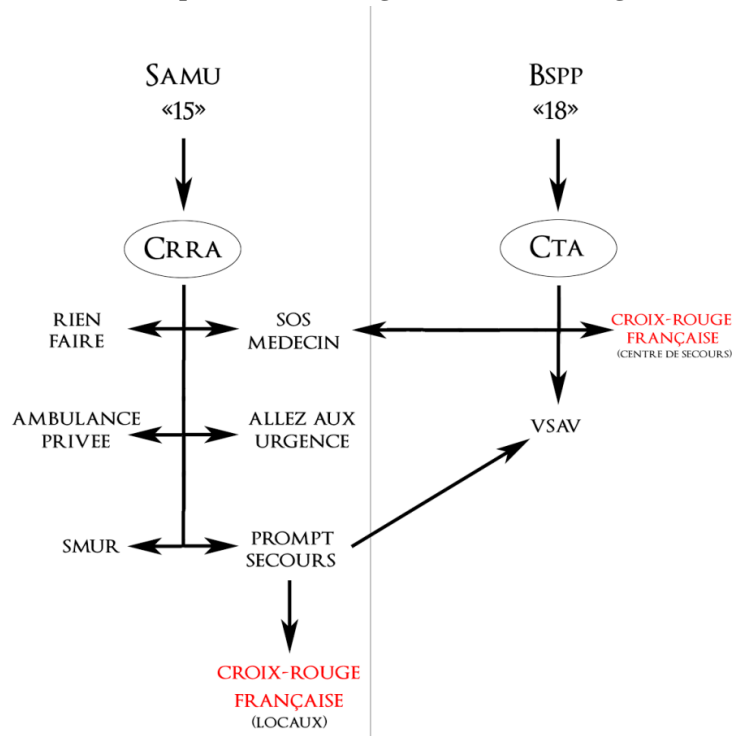 SAMU
«15»
BSPP
«18»
CRRA
CTA
RIEN
FAIRE
SOS
MEDECIN
CROIX-ROUGE
FRANÇAISE
(CENTRE DE SECOURS)
AMBULANCE
PRIVEE
ALLEZ AUX
URGENCE
VSAV
SMUR
PROMPT
SECOURS
CROIX-ROUGE
FRANÇAISE
(LOCAUX)